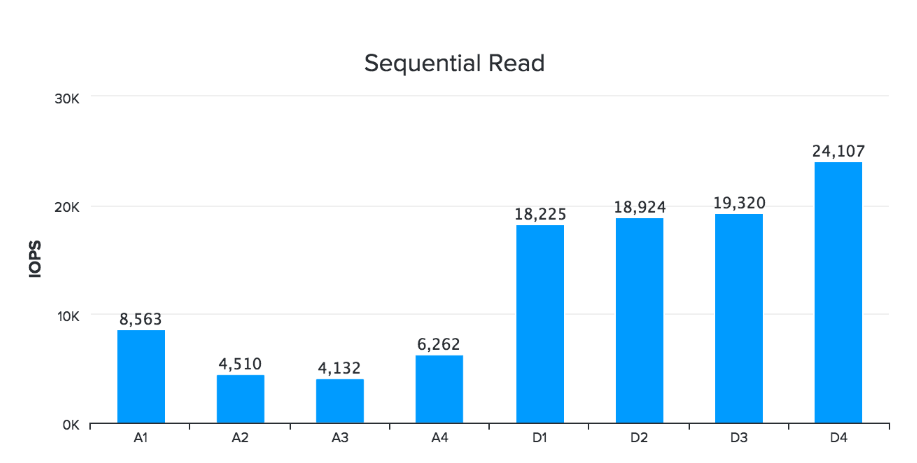 Sequential Read
30K
20K
10K
0K
IOPS
8,563
4,510
4,132
6,262
18,225
18,924
19,320
24,107
A1 A2 A3 A4 D1 D2 D3 D4